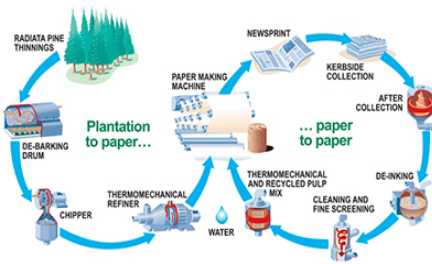 RADIATA PINE
THINNINGS
DE-BARKING
DRUM
CHIPPER
THERMOMECHANICAL
REFINER
Plantation
to paper...
PAPER MAKING
MACHINE
WATER
NEWSPRINT
KERBSIDE
COLLECTION
AFTER
COLLECTION
... paper
to paper
DE-INKING
CLEANING AND
FINE SCREENING
THERMOMECHANICAL
AND RECYCLED PULP
MIX